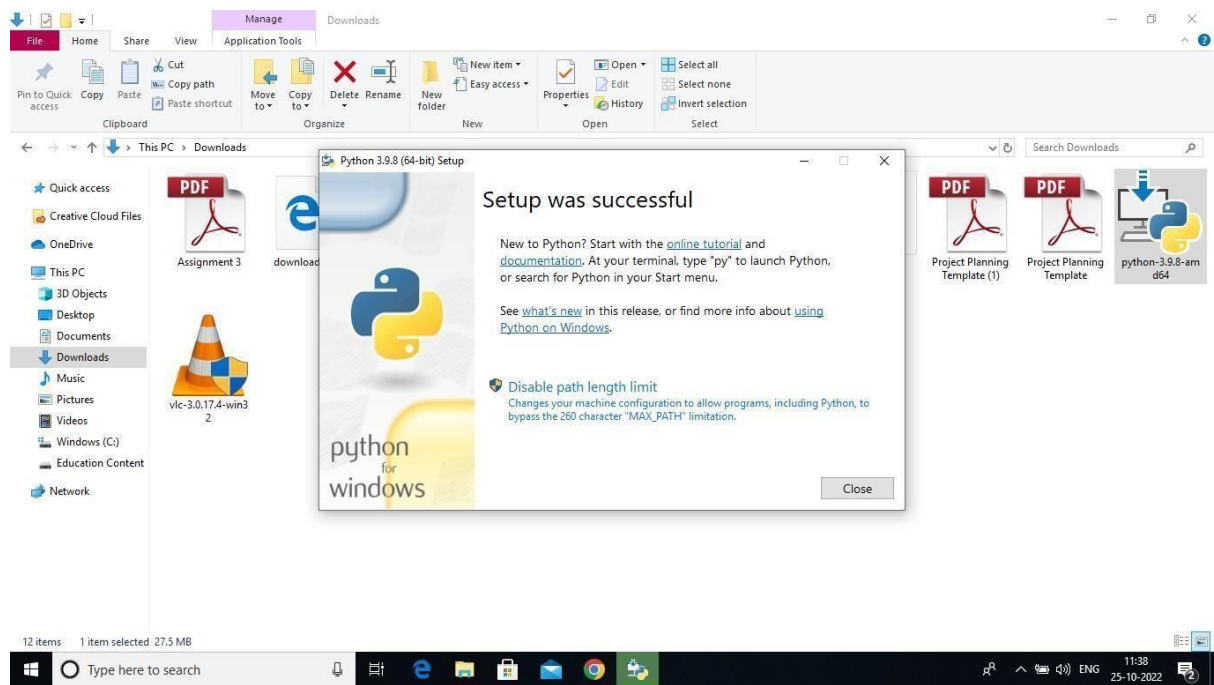 Manage
Downloads
File
Home
Share
View
Application Tools
Pin to Quick
access
Copy
Paste
Cut
Copy path
Paste shortcut
Clipboard
Move
to
Copy
to
Delete
Rename
Organize
New
folder
New item
Easy access
New
Properties
Open
Edit
History
Open
Select all
Select none
Invert selection
Select
This PC > Downloads
Search Downloads
Quick access
Creative Cloud Files
OneDrive
This PC
3D Objects
Desktop
Documents
Downloads
Music
Pictures
Videos
Windows (C:)
Education Content
Network
PDF
Assignment 3
download
vlc-3.0.17.4-win3
2
Python 3.9.8 (64-bit) Setup
Setup was successful
New to Python? Start with the online tutorial and
documentation. At your terminal, type "py" to launch Python,
or search for Python in your Start menu.
See what's new in this release, or find more info about using
Python on Windows.
Disable path length limit
Changes your machine configuration to allow programs, including Python, to
bypass the 260 character "MAX_PATH" limitation.
python
for
windows
Close
PDF
Project Planning
Template (1)
PDF
Project Planning
Template
python-3.9.8-am
d64
12 items
1 item selected 27.5 MB
Type here to search
ENG
11:38
25-10-2022
2